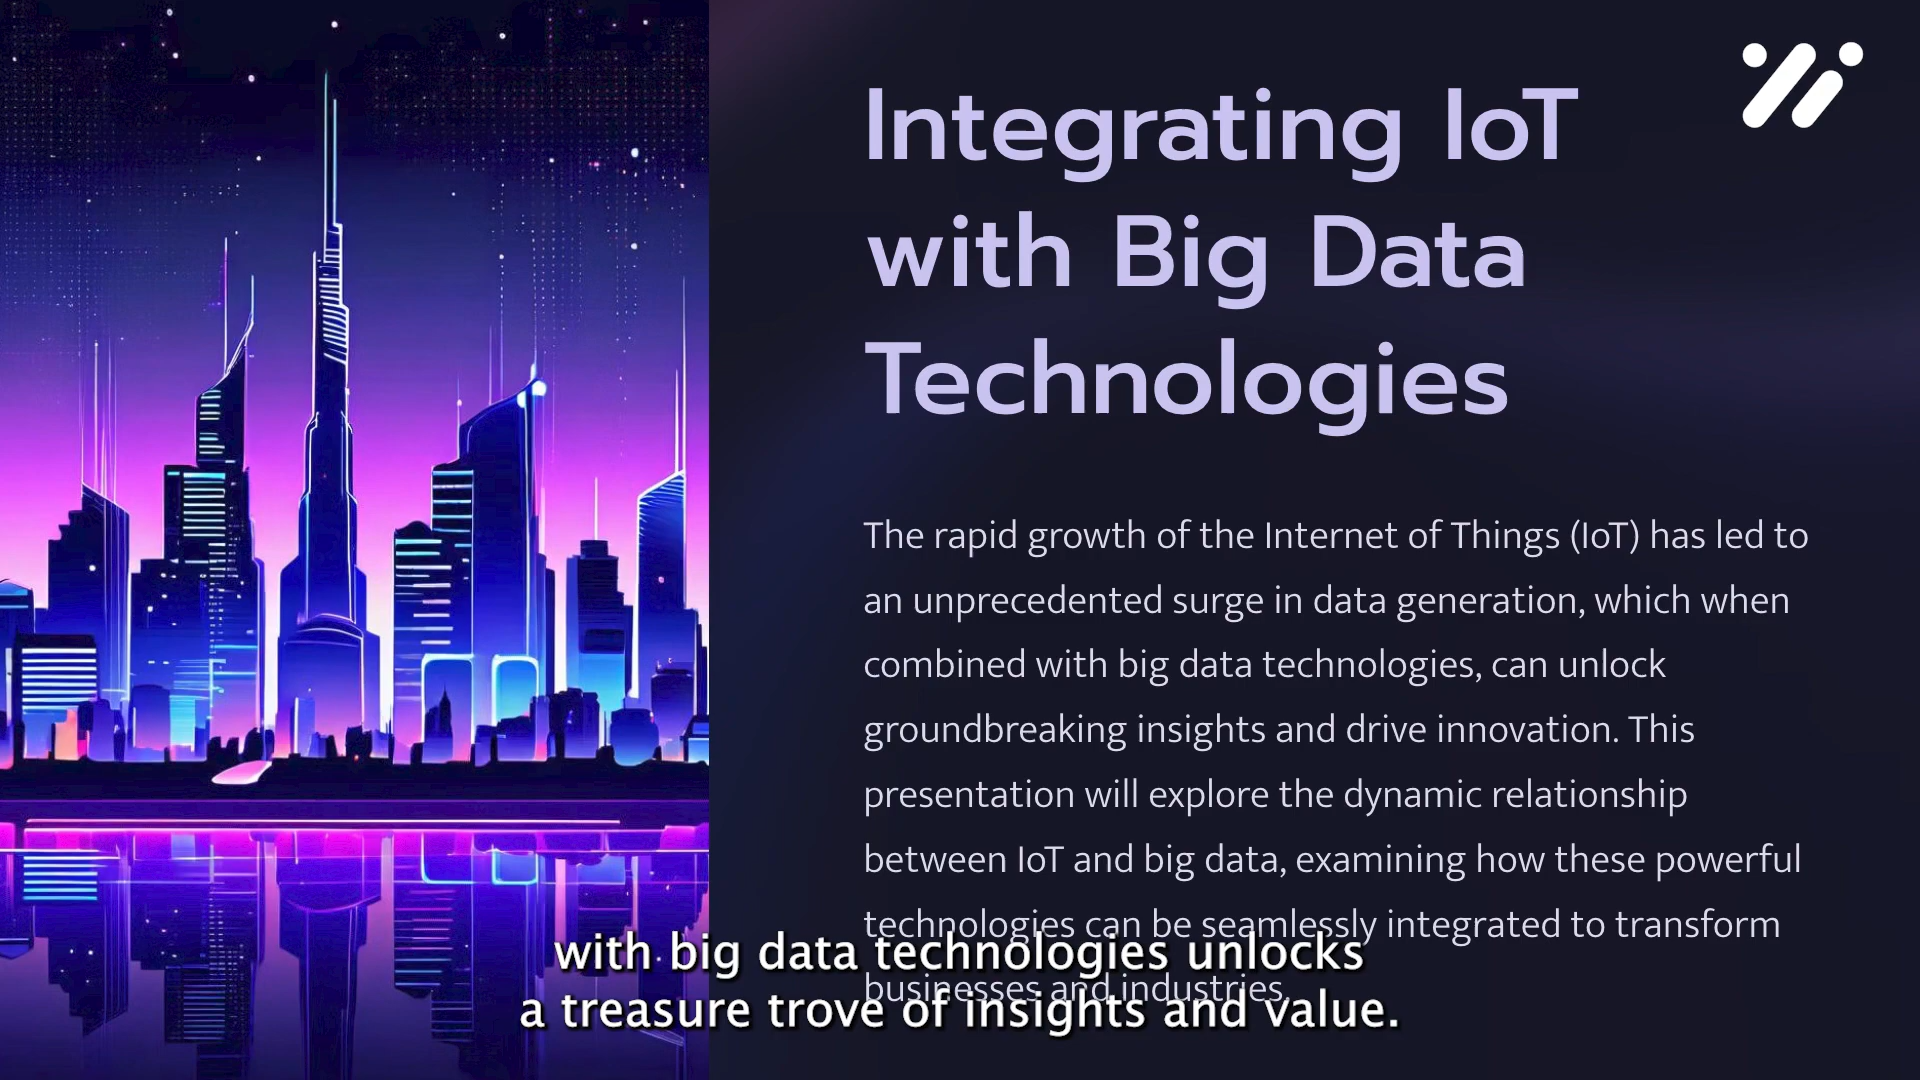 Integrating IoT
with Big Data
Technologies
The rapid growth of the Internet of Things (IoT) has led to
an unprecedented surge in data generation, which when
combined with big data technologies, can unlock
groundbreaking insights and drive innovation. This
presentation will explore the dynamic relationship
between IoT and big data, examining how these powerful
technologies can be seamlessly integrated to transform
businesses and industries.
with big data technologies unlocks
a treasure trove of insights and value.